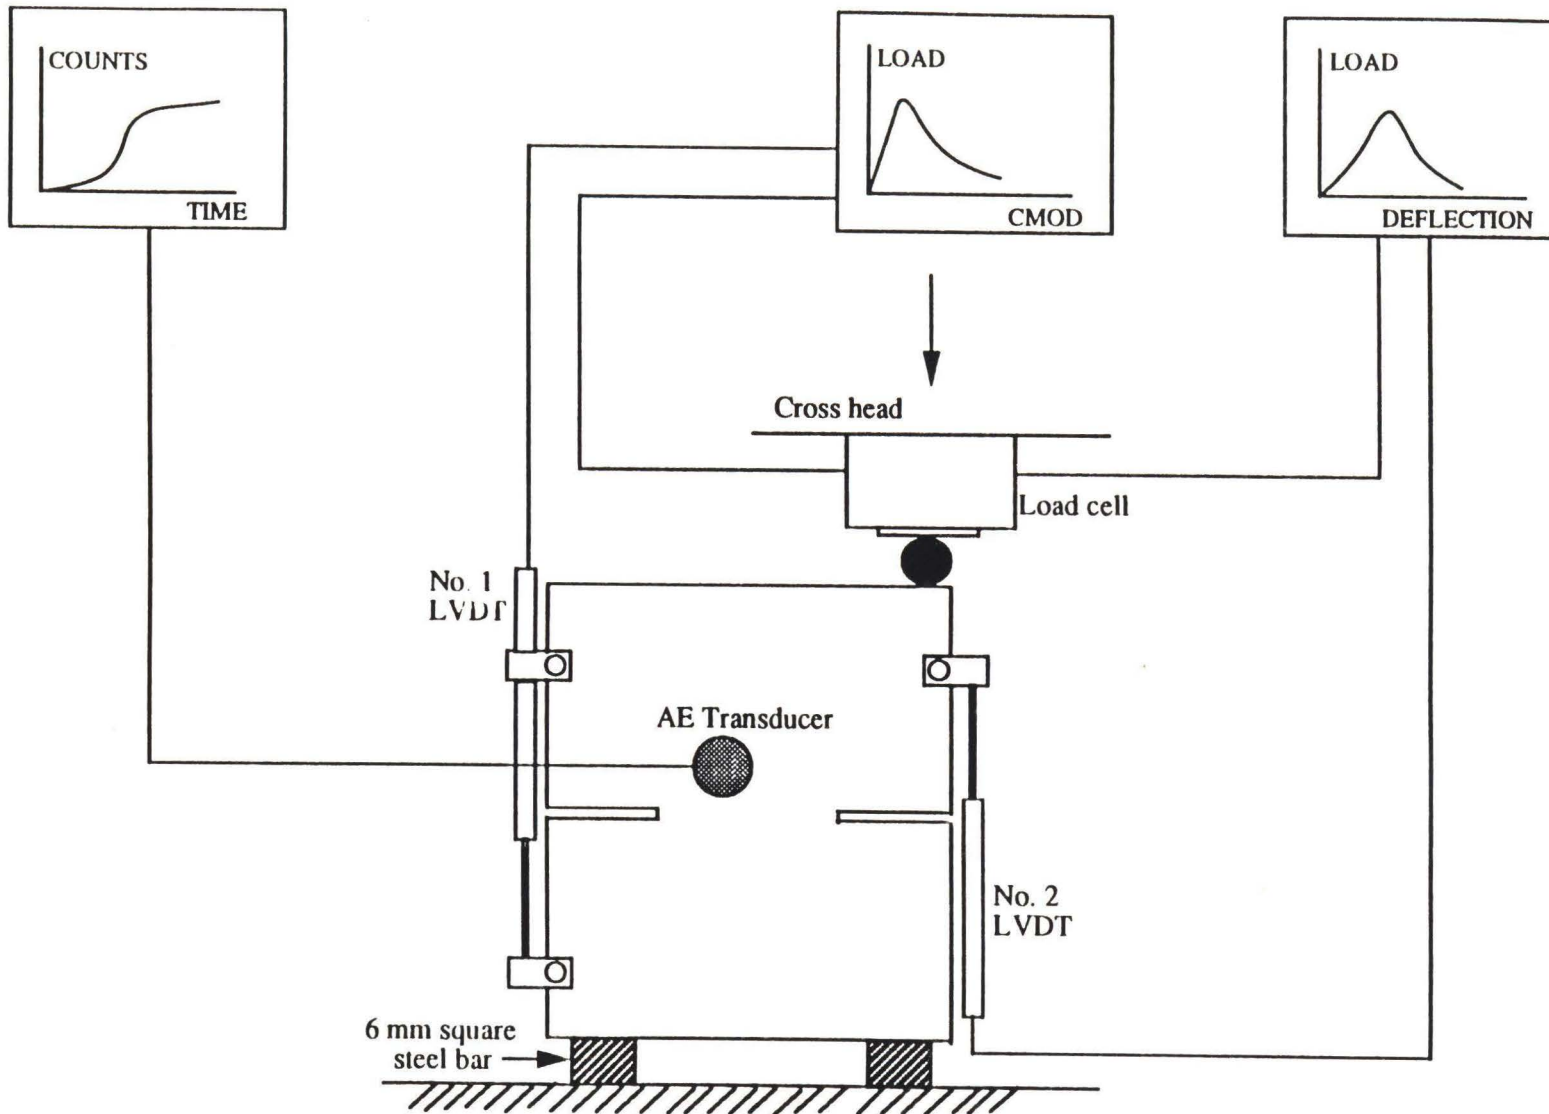 COUNTS
TIME
LOAD
CMOD
LOAD
DEFLECTION
Cross head
Load cell
No. 1
LVDT
AE Transducer
No. 2
LVDT
6 mm square
steel bar